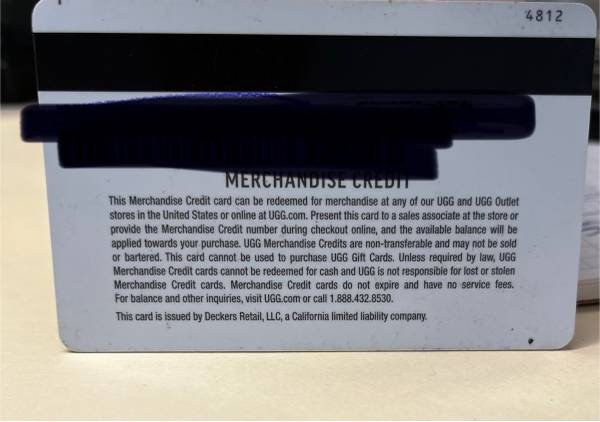 4812
MERCHANDISE CREDIT
This Merchandise Credit card can be redeemed for merchandise at any of our UGG and UGG Outlet
stores in the United States or online at UGG.com. Present this card to a sales associate at the store or
provide the Merchandise Credit number during checkout online, and the available balance will be
applied towards your purchase. UGG Merchandise Credits are non-transferable and may not be sold
or bartered. This card cannot be used to purchase UGG Gift Cards. Unless required by law, UGG
Merchandise Credit cards cannot be redeemed for cash and UGG is not responsible for lost or stolen
Merchandise Credit cards. Merchandise Credit cards do not expire and have no service fees.
For balance and other inquiries, visit UGG.com or call 1.888.432.8530.
This card is issued by Deckers Retail, LLC, a California limited liability company.